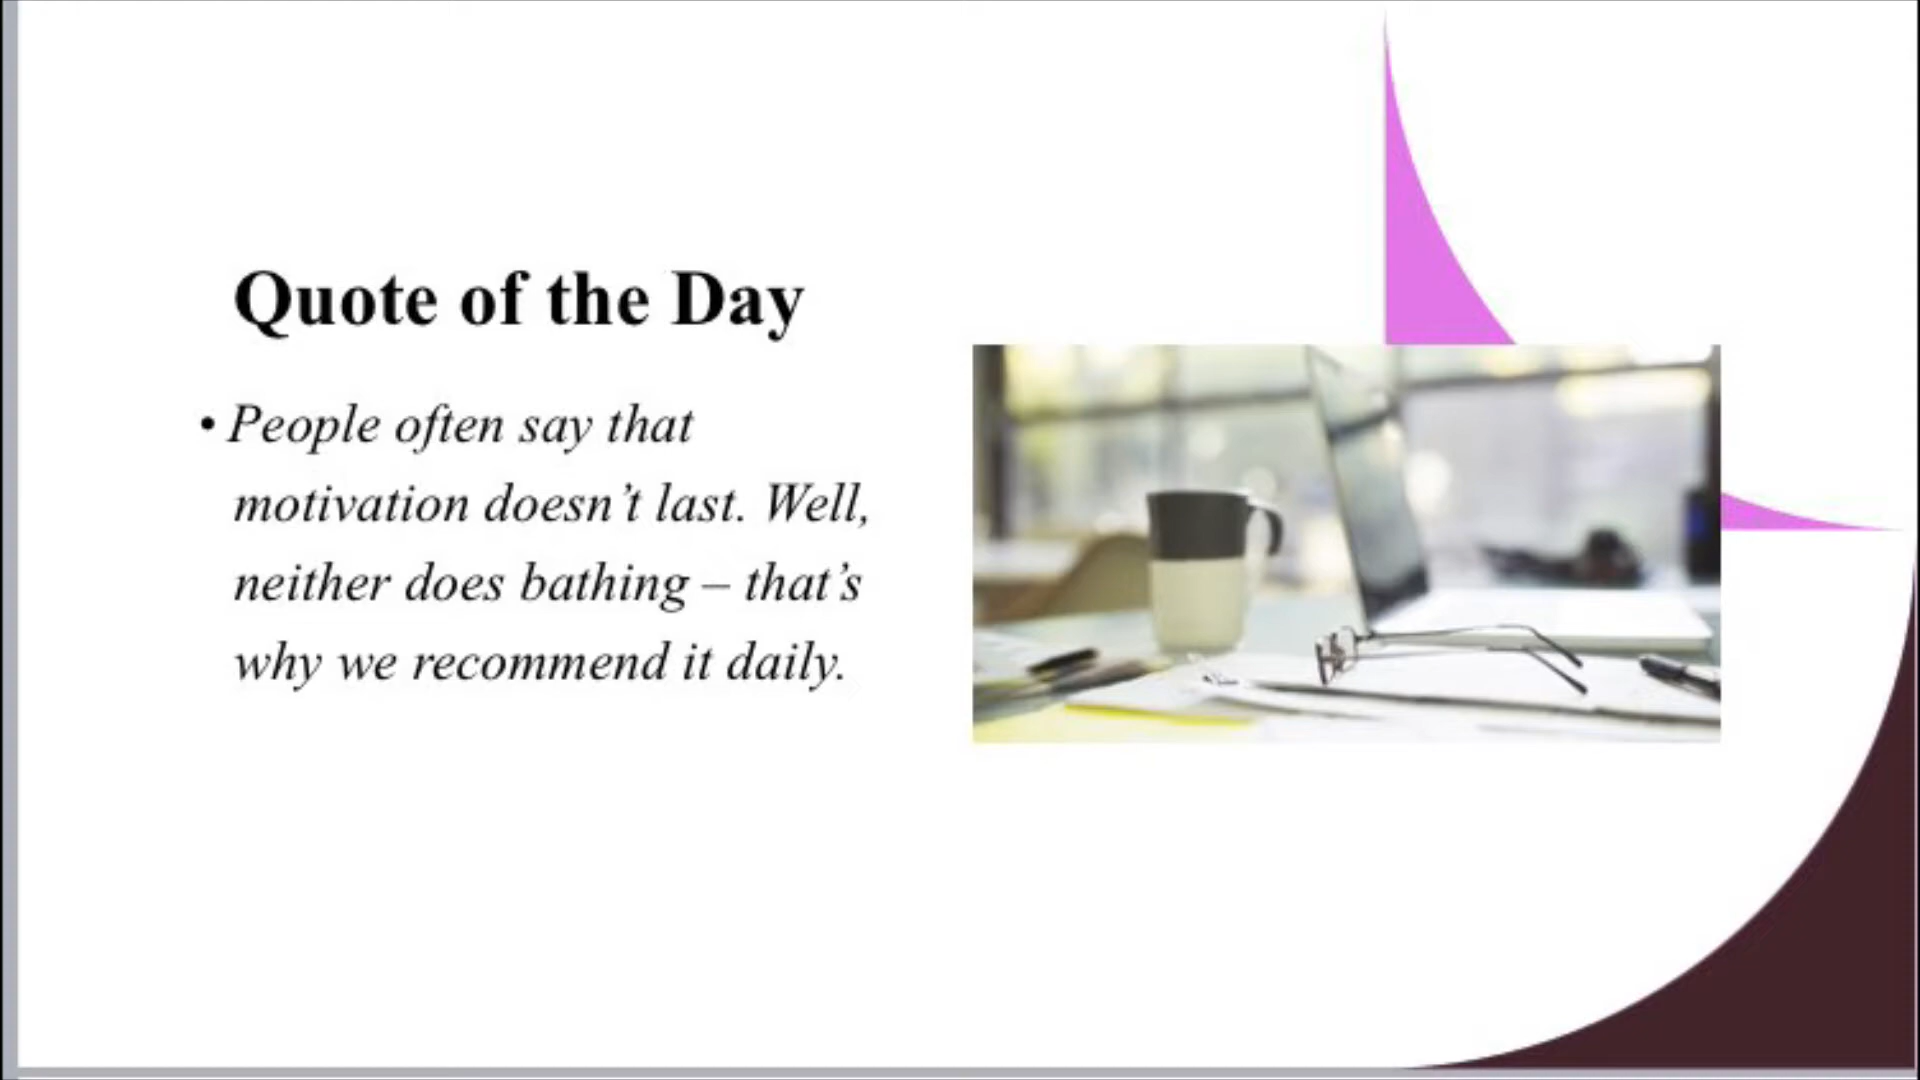 Quote of the Day
• People often say that
motivation doesn’t last. Well,
neither does bathing – that’s
why we recommend it daily.